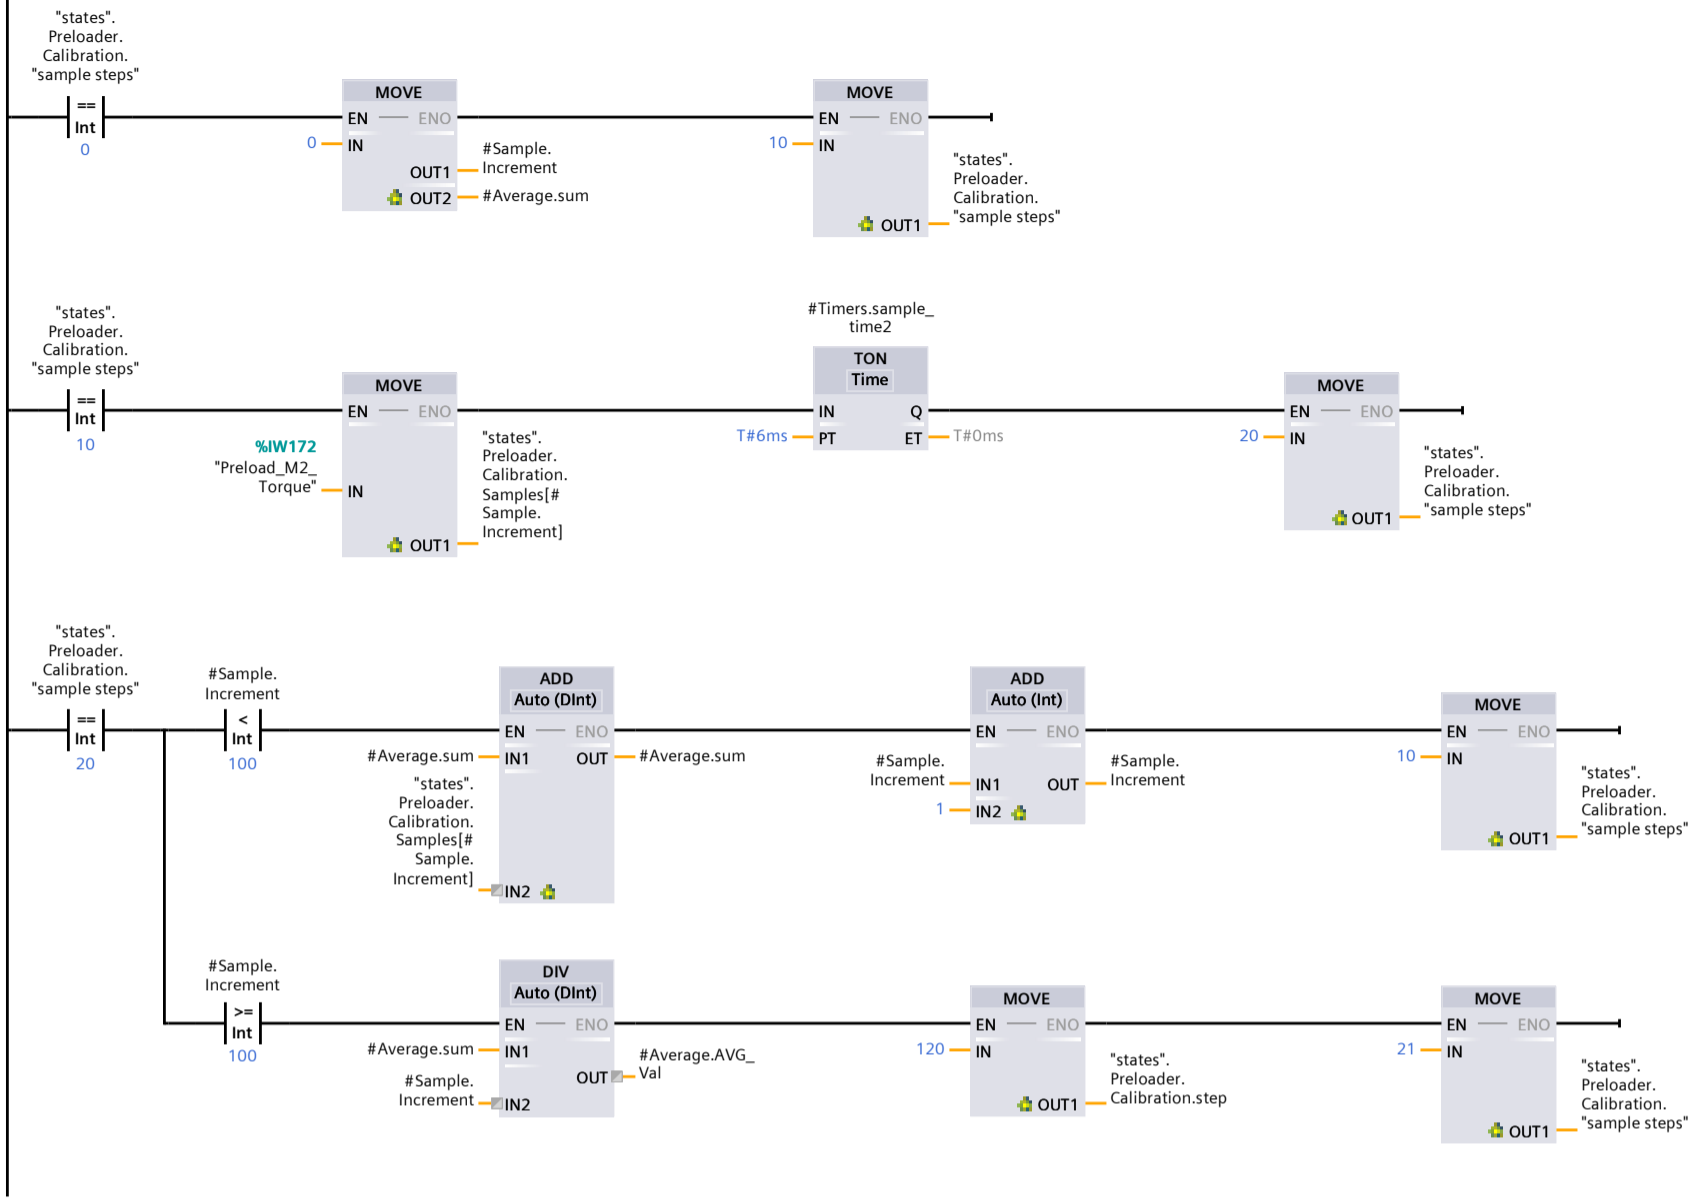 "states".
Preloader.
Calibration.
"sample steps"
==
Int
0
MOVE
EN
ENO
0
IN
OUT1
#Sample.
Increment
OUT2
#Average.sum
MOVE
EN
ENO
10
IN
OUT1
"states".
Preloader.
Calibration.
"sample steps"
"states".
Preloader.
Calibration.
"sample steps"
==
Int
10
MOVE
EN
ENO
%IW172
"Preload_M2_
Torque"
IN
OUT1
"states".
Preloader.
Calibration.
Samples[#
Sample.
Increment]
#Timers.sample_
time2
TON
Time
IN
Q
T#6ms
PT
ET
T#0ms
MOVE
EN
ENO
20
IN
OUT1
"states".
Preloader.
Calibration.
"sample steps"
"states".
Preloader.
Calibration.
"sample steps"
==
Int
20
#Sample.
Increment
<
Int
100
ADD
Auto (DInt)
EN
ENO
#Average.sum
IN1
OUT
#Average.sum
"states".
Preloader.
Calibration.
Samples[#
Sample.
Increment]
IN2
ADD
Auto (Int)
EN
ENO
#Sample.
Increment
IN1
OUT
#Sample.
Increment
1
IN2
MOVE
EN
ENO
10
IN
OUT1
"states".
Preloader.
Calibration.
"sample steps"
#Sample.
Increment
>=
Int
100
DIV
Auto (DInt)
EN
ENO
#Average.sum
IN1
OUT
#Average.AVG_
Val
#Sample.
Increment
IN2
MOVE
EN
ENO
120
IN
OUT1
"states".
Preloader.
Calibration.step
MOVE
EN
ENO
21
IN
OUT1
"states".
Preloader.
Calibration.
"sample steps"